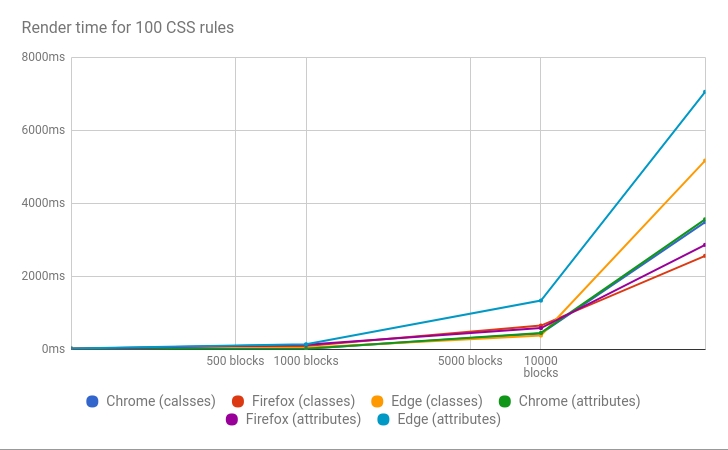 Render time for 100 CSS rules
8000ms
6000ms
4000ms
2000ms
0ms
500 blocks 1000 blocks 5000 blocks 10000
blocks
Chrome (calsses) Firefox (classes) Edge (classes) Chrome (attributes)
Firefox (attributes) Edge (attributes)